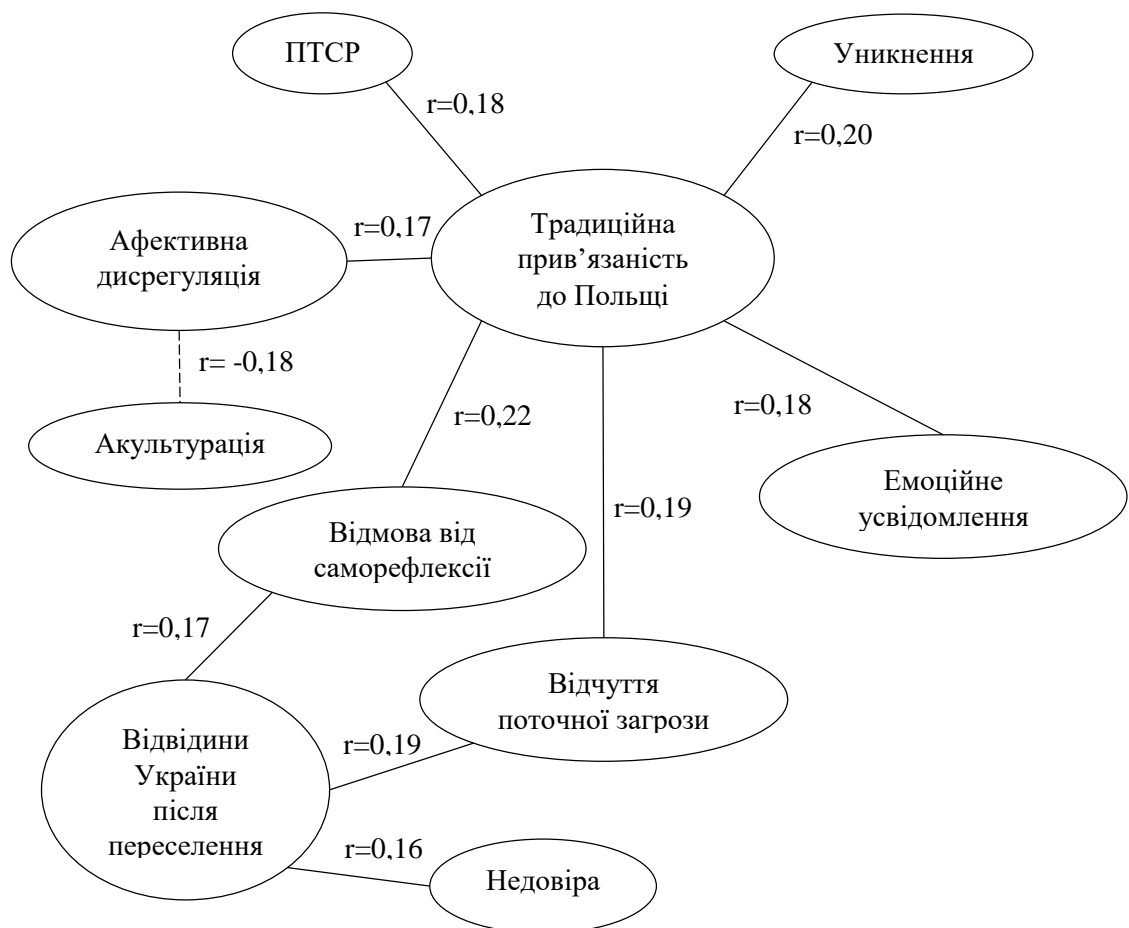 ПТСР
Уникнення
r=0,18
r=0,20
Традиційна
прив’язаність
до Польщі
r=0,17
Афективна
дисрегуляція
r= -0,18
Акультурація
r=0,22
r=0,18
Емоційне
усвідомлення
r=0,19
Відмова від
саморефлексії
r=0,17
Відчуття
поточної загрози
r=0,19
Відвідини
України
після
переселення
r=0,16
Недовіра